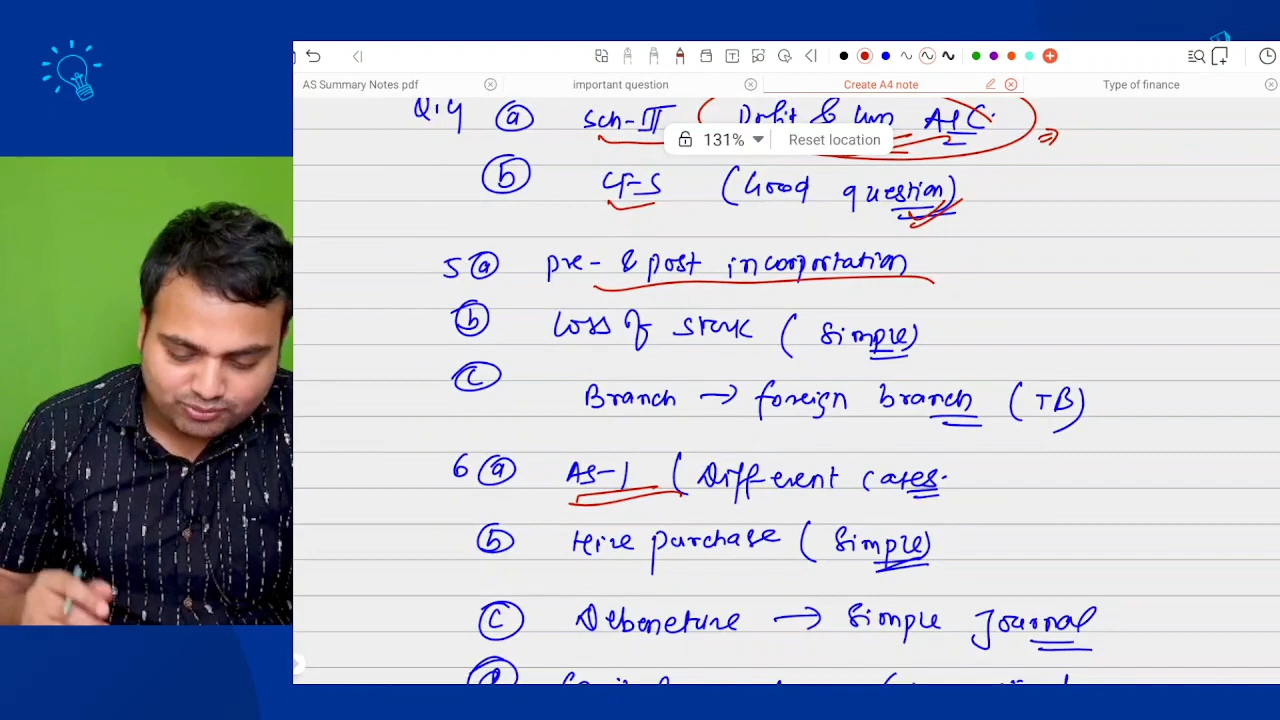 AS Summary Notes pdf
important question
Create A4 note
Type of finance
131%
Reset location
Q.4 a Sch-III ( Profit & loss A/C.
b CFS (Good question)
5 a pre- & post incorportation
b Loss of stock ( Simple)
c Branch → foreign branch (TB)
6 a AS-1 ( Different cases.
b Hire purchase ( Simple)
c Debeneture → Simple Journal